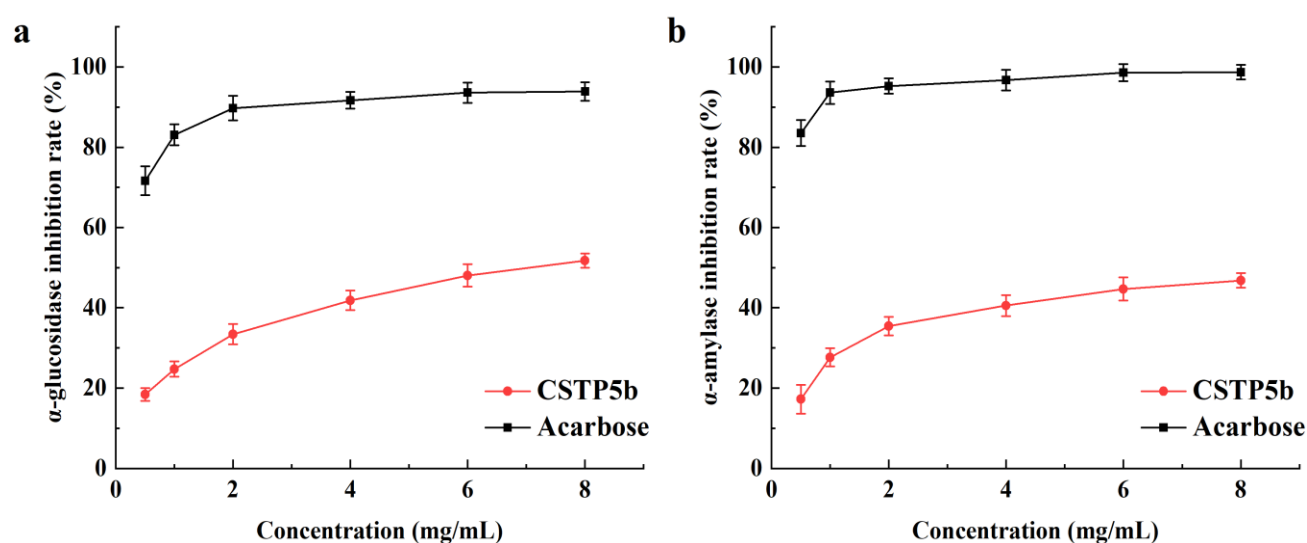 a
α-glucosidase inhibition rate (%)
100
80
60
40
20
0
0 2 4 6 8
Concentration (mg/mL)
CSTP5b
Acarbose
b
α-amylase inhibition rate (%)
100
80
60
40
20
0
0 2 4 6 8
Concentration (mg/mL)
CSTP5b
Acarbose